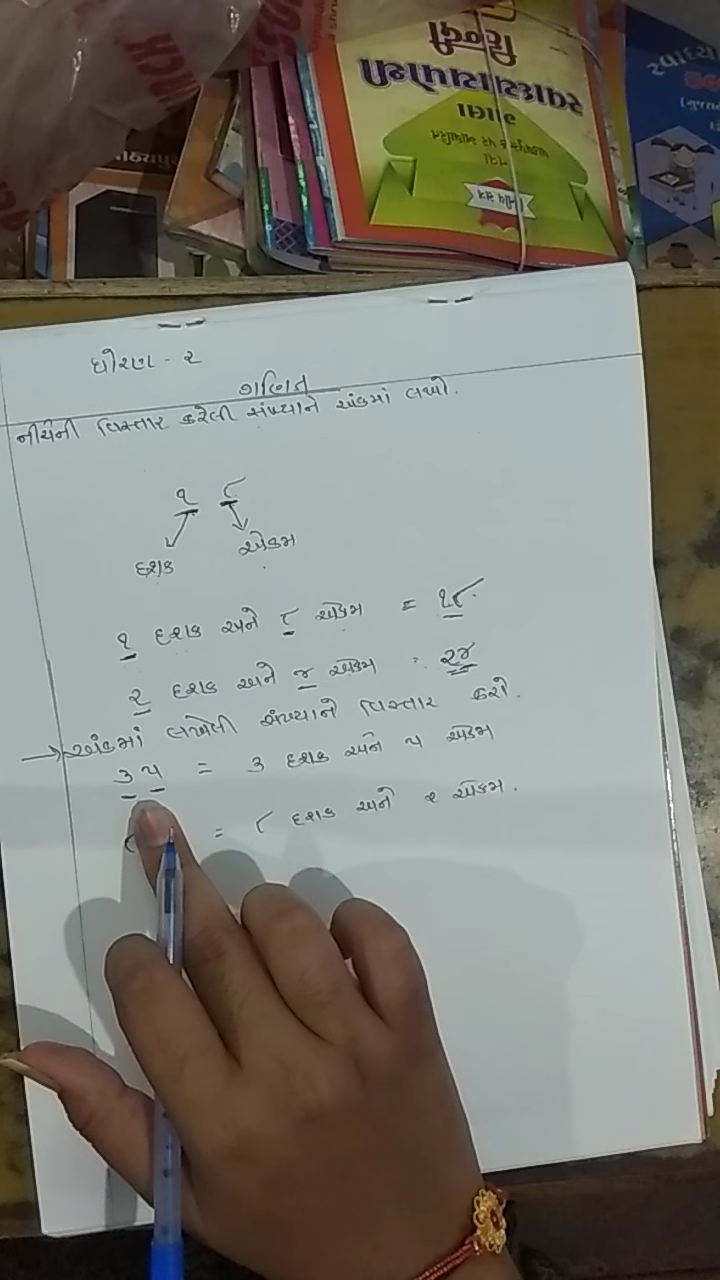 ધોરણ - ૨
ગણિત
નીચેની વિસ્તાર કરેલી સંખ્યાને અંકમાં લખો.
૧ ૮
દશક એકમ
૧ દશક અને ૮ એકમ = ૧૮.
૨ દશક અને ૪ એકમ = ૨૪
→ અંકમાં લખેલી સંખ્યાને વિસ્તાર કરો.
૩૫ = ૩ દશક અને ૫ એકમ
= ૮ દશક અને ૨ એકમ.